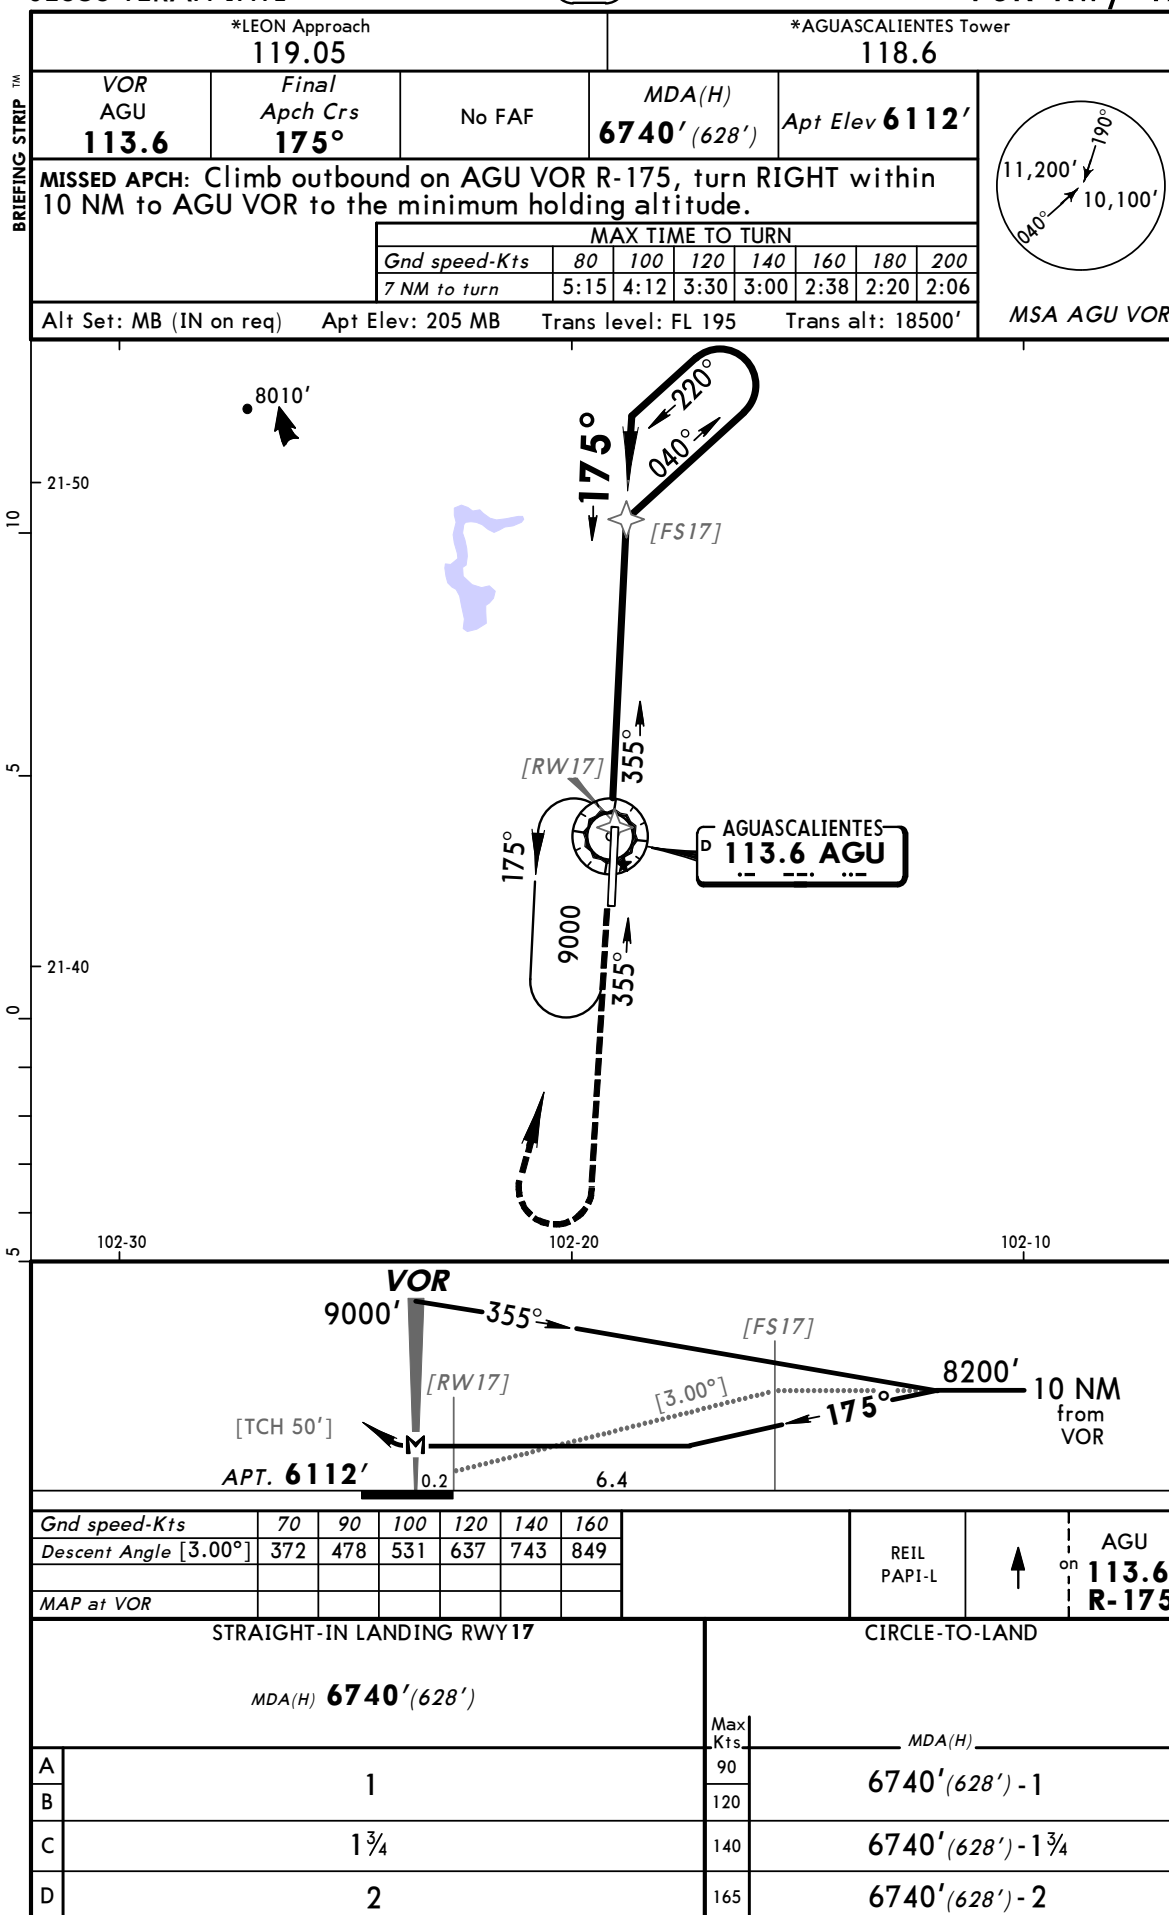 *LEON Approach
119.05
*AGUASCALIENTES Tower
118.6
BRIEFING STRIP TM
VOR
AGU
113.6
Final
Apch Crs
175°
No FAF
MDA(H)
6740' (628')
Apt Elev 6112'
MISSED APCH: Climb outbound on AGU VOR R-175, turn RIGHT within
10 NM to AGU VOR to the minimum holding altitude.
MAX TIME TO TURN
Gnd speed-Kts 80 100 120 140 160 180 200
7 NM to turn 5:15 4:12 3:30 3:00 2:38 2:20 2:06
Alt Set: MB (IN on req) Apt Elev: 205 MB Trans level: FL 195 Trans alt: 18500'
190°
11,200'
10,100'
040°
MSA AGU VOR
8010'
220°
040°
175°
21-50
10
[FS17]
5
[RW17]
355°
175°
AGUASCALIENTES
D 113.6 AGU
9000
355°
21-40
0
5
102-30
102-20
102-10
VOR
9000'
355°
[FS17]
8200'
[RW17]
[3.00°]
175°
10 NM
from
VOR
[TCH 50']
M
APT. 6112'
0.2
6.4
Gnd speed-Kts 70 90 100 120 140 160
Descent Angle [3.00°] 372 478 531 637 743 849
MAP at VOR
REIL
PAPI-L
on
AGU
113.6
R-175
STRAIGHT-IN LANDING RWY 17
CIRCLE-TO-LAND
MDA(H) 6740'(628')
Max
Kts
MDA(H)
A
B
1
90
120
6740'(628') - 1
C
1¾
140
6740'(628') - 1¾
D
2
165
6740'(628') - 2